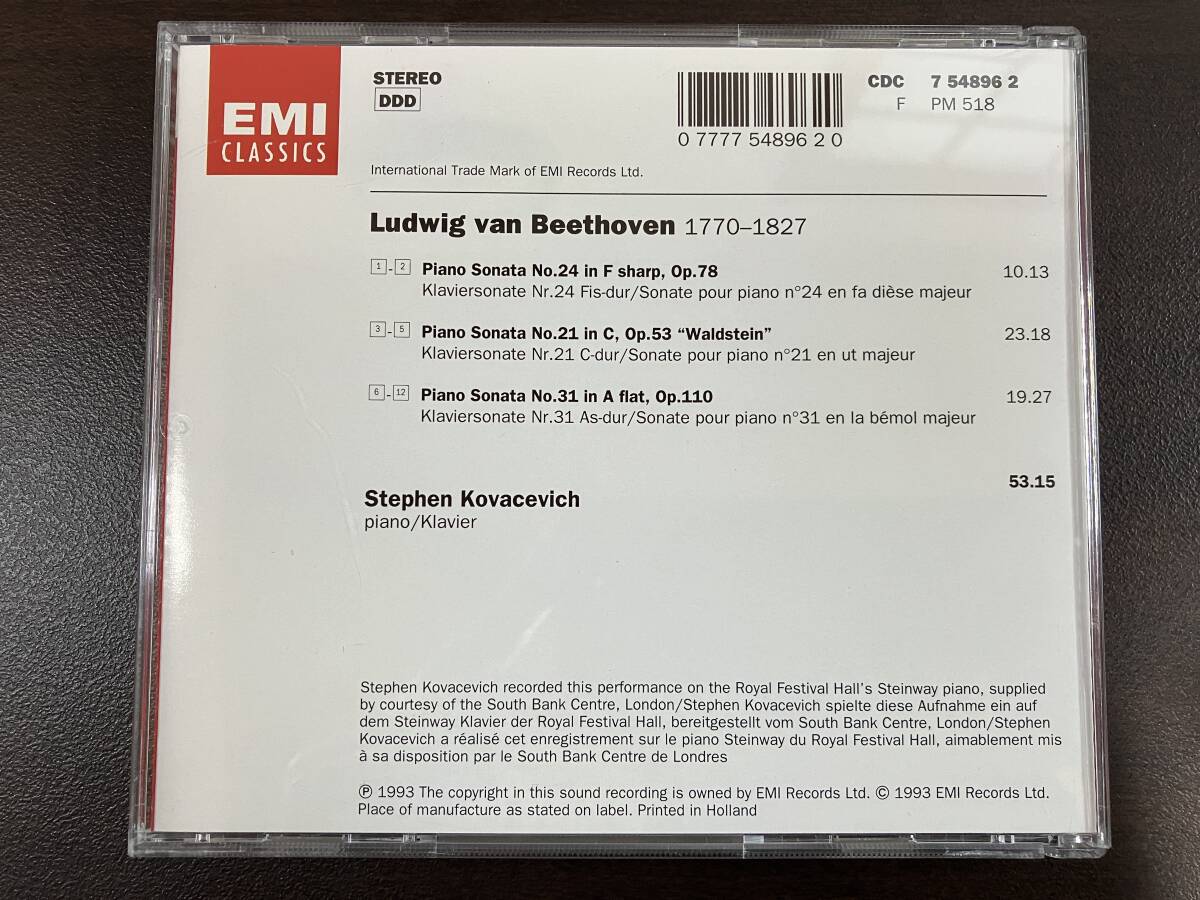 EMI
CLASSICS
STEREO
DDD
0 7777 54896 2 0
CDC 7 54896 2
F PM 518
International Trade Mark of EMI Records Ltd.
Ludwig van Beethoven 1770–1827
1-2 Piano Sonata No.24 in F sharp, Op.78 10.13
Klaviersonate Nr.24 Fis-dur/Sonate pour piano n°24 en fa dièse majeur
3-5 Piano Sonata No.21 in C, Op.53 “Waldstein” 23.18
Klaviersonate Nr.21 C-dur/Sonate pour piano n°21 en ut majeur
6-12 Piano Sonata No.31 in A flat, Op.110 19.27
Klaviersonate Nr.31 As-dur/Sonate pour piano n°31 en la bémol majeur
53.15
Stephen Kovacevich
piano/Klavier
Stephen Kovacevich recorded this performance on the Royal Festival Hall's Steinway piano, supplied
by courtesy of the South Bank Centre, London/Stephen Kovacevich spielte diese Aufnahme ein auf
dem Steinway Klavier der Royal Festival Hall, bereitgestellt vom South Bank Centre, London/Stephen
Kovacevich a réalisé cet enregistrement sur le piano Steinway du Royal Festival Hall, aimablement mis
à sa disposition par le South Bank Centre de Londres
℗ 1993 The copyright in this sound recording is owned by EMI Records Ltd. © 1993 EMI Records Ltd.
Place of manufacture as stated on label. Printed in Holland